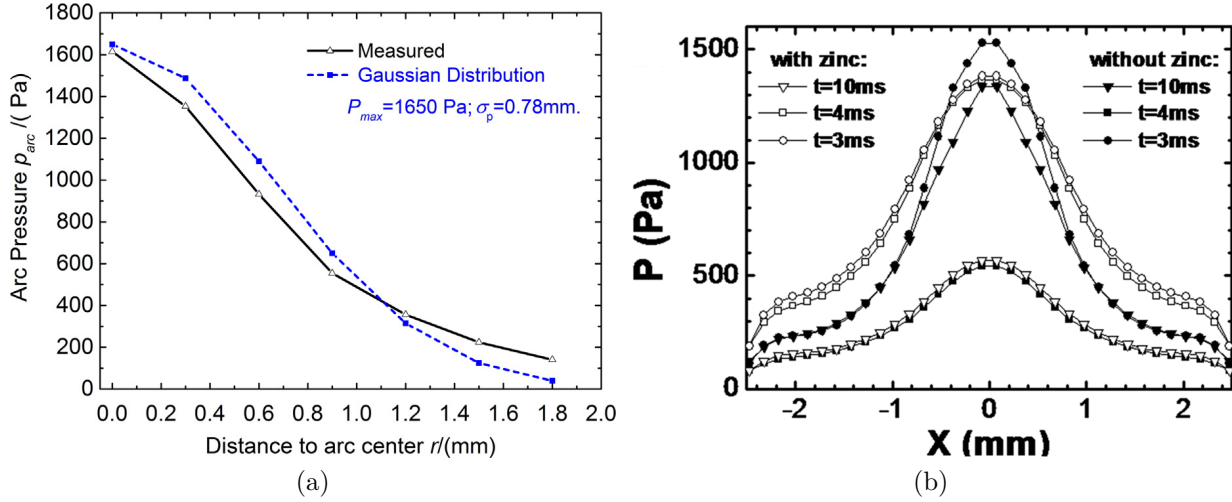 1800
1600
1400
1200
1000
800
600
400
200
0
Arc Pressure p_arc /( Pa)
Measured
Gaussian Distribution
P_max=1650 Pa; σ_p=0.78mm.
0.0 0.2 0.4 0.6 0.8 1.0 1.2 1.4 1.6 1.8 2.0
Distance to arc center r/(mm)
(a)
1500
1000
500
0
P (Pa)
with zinc:
t=10ms
t=4ms
t=3ms
without zinc:
t=10ms
t=4ms
t=3ms
-2 -1 0 1 2
X (mm)
(b)